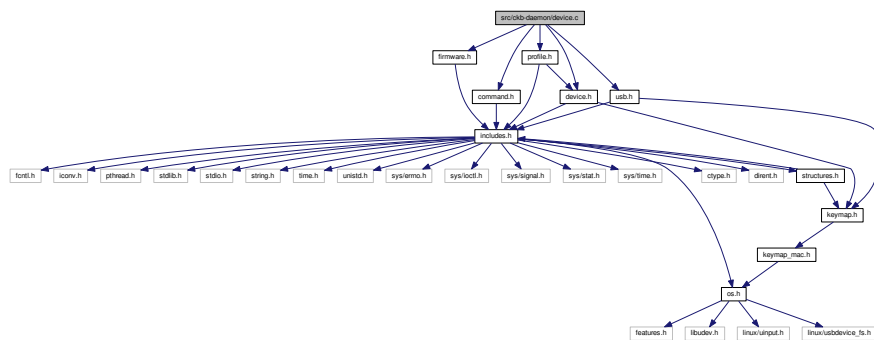 src/ckb-daemon/device.c
firmware.h
profile.h
command.h
device.h
usb.h
includes.h
fcntl.h
iconv.h
pthread.h
stdlib.h
stdio.h
string.h
time.h
unistd.h
sys/errno.h
sys/ioctl.h
sys/signal.h
sys/stat.h
sys/time.h
ctype.h
dirent.h
structures.h
keymap.h
keymap_mac.h
os.h
features.h
libudev.h
linux/uinput.h
linux/usbdevice_fs.h